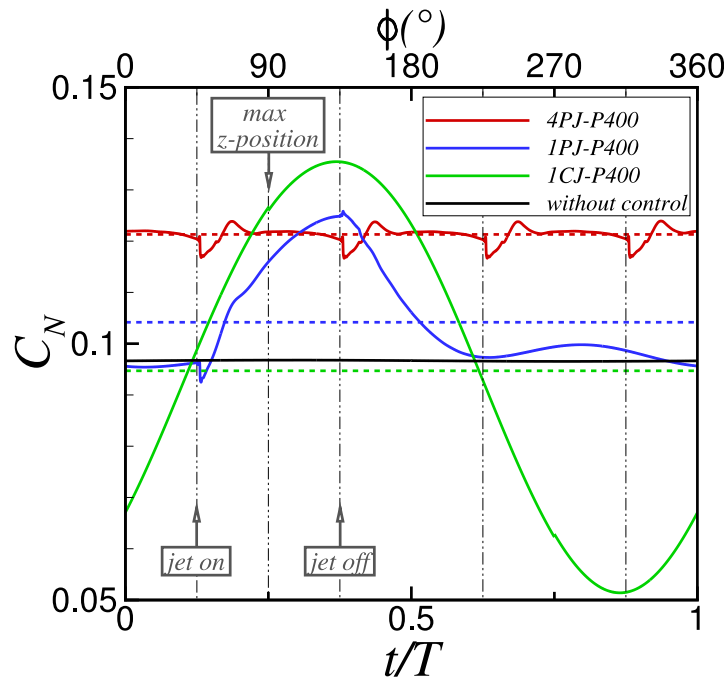 ϕ(°)
0 90 180 270 360
0.15
max
z-position
4PJ-P400
1PJ-P400
1CJ-P400
without control
C_N
0.1
jet on
jet off
0.05
0 0.5 1
t/T